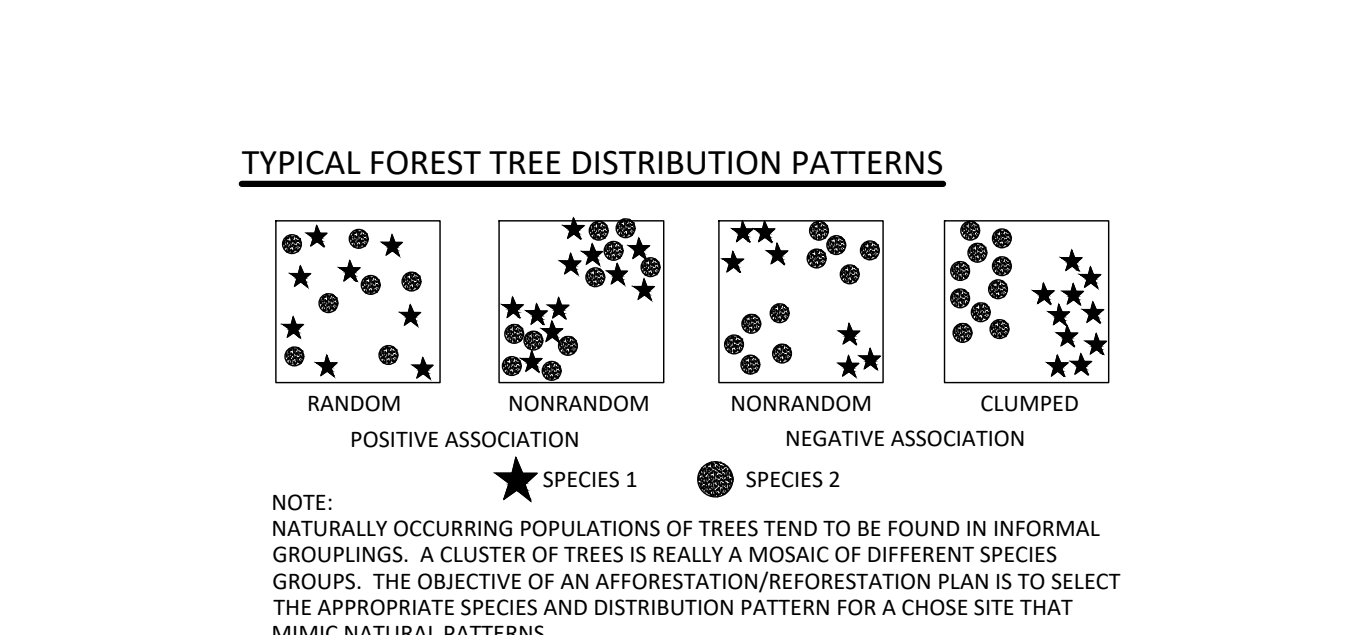 TYPICAL FOREST TREE DISTRIBUTION PATTERNS
RANDOM NONRANDOM NONRANDOM CLUMPED
POSITIVE ASSOCIATION NEGATIVE ASSOCIATION
SPECIES 1 SPECIES 2
NOTE:
NATURALLY OCCURRING POPULATIONS OF TREES TEND TO BE FOUND IN INFORMAL
GROUPLINGS. A CLUSTER OF TREES IS REALLY A MOSAIC OF DIFFERENT SPECIES
GROUPS. THE OBJECTIVE OF AN AFFORESTATION/REFORESTATION PLAN IS TO SELECT
THE APPROPRIATE SPECIES AND DISTRIBUTION PATTERN FOR A CHOSE SITE THAT
MIMIC NATURAL PATTERNS